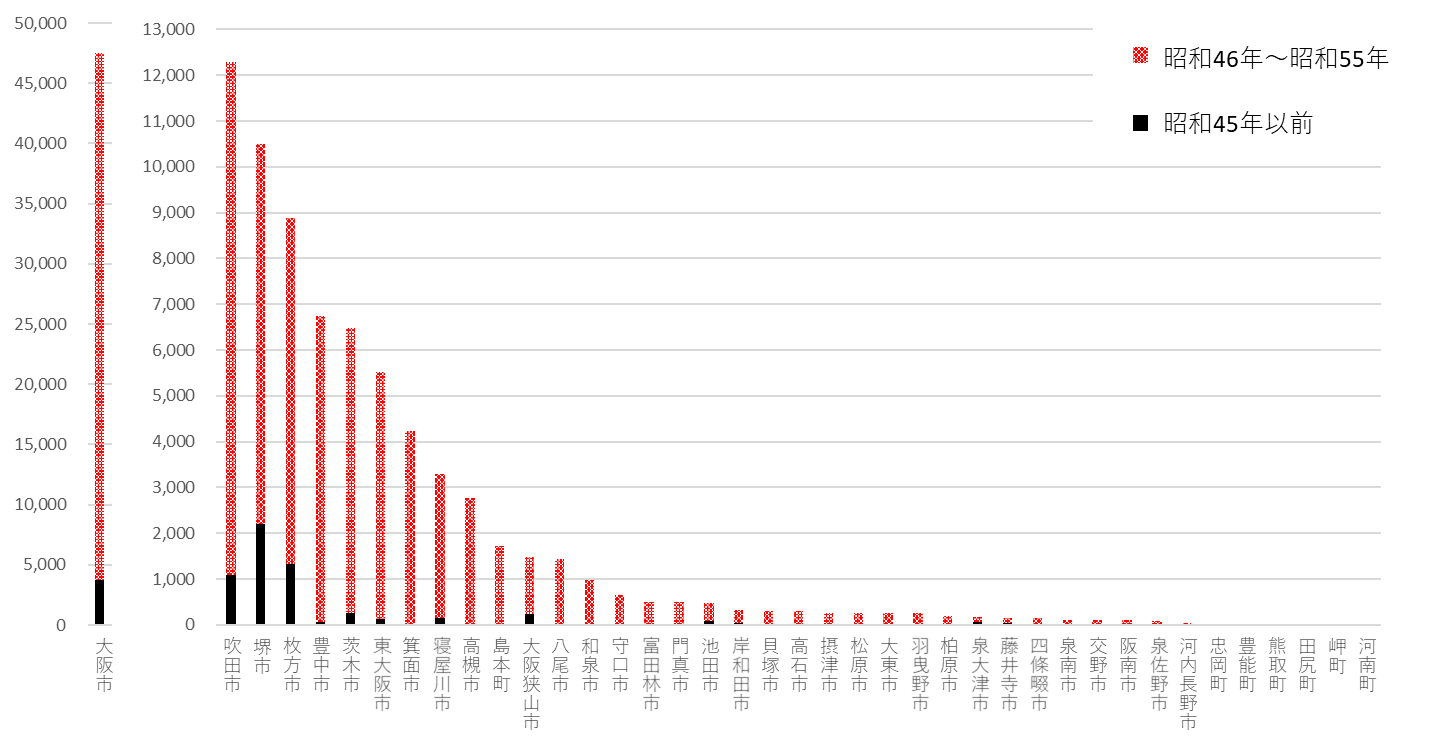 50,000
45,000
40,000
35,000
30,000
25,000
20,000
15,000
10,000
5,000
0
大阪市
13,000
12,000
11,000
10,000
9,000
8,000
7,000
6,000
5,000
4,000
3,000
2,000
1,000
0
昭和46年～昭和55年
昭和45年以前
吹田市
堺市
枚方市
豊中市
茨木市
東大阪市
箕面市
寝屋川市
高槻市
島本町
大阪狭山市
八尾市
和泉市
守口市
富田林市
門真市
池田市
岸和田市
貝塚市
高石市
摂津市
松原市
大東市
羽曳野市
柏原市
泉大津市
藤井寺市
四條畷市
泉南市
交野市
阪南市
泉佐野市
河内長野市
忠岡町
豊能町
熊取町
田尻町
岬町
河南町